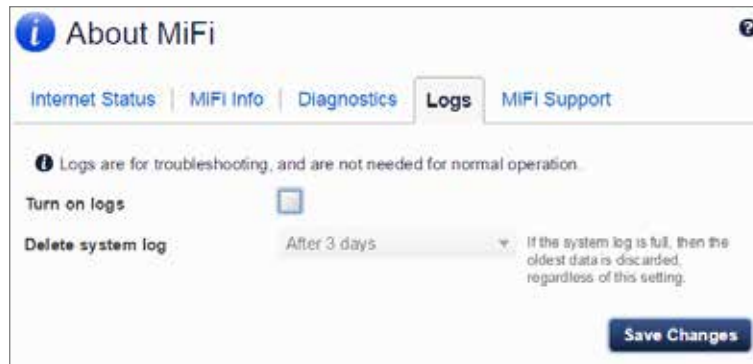 About MiFi
Internet Status
MiFi Info
Diagnostics
Logs
MiFi Support
Logs are for troubleshooting, and are not needed for normal operation.
Turn on logs
Delete system log
After 3 days
If the system log is full, then the
oldest data is discarded,
regardless of this setting.
Save Changes